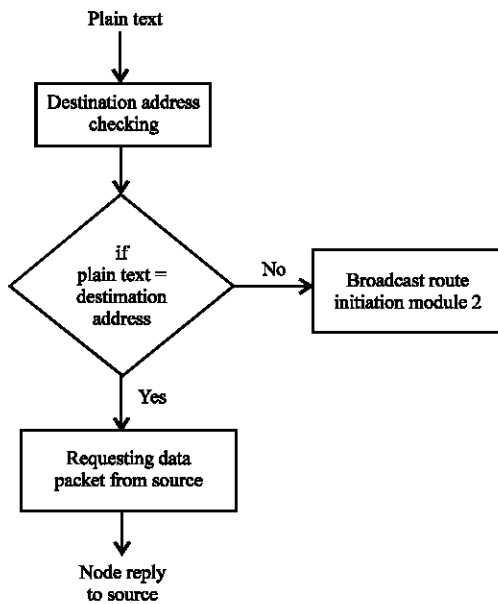 Plain text
Destination address
checking
if
plain text =
destimation
address
No
Broadcast route
initiation module 2
Yes
Requesting data
packet from source
Node reply
to source